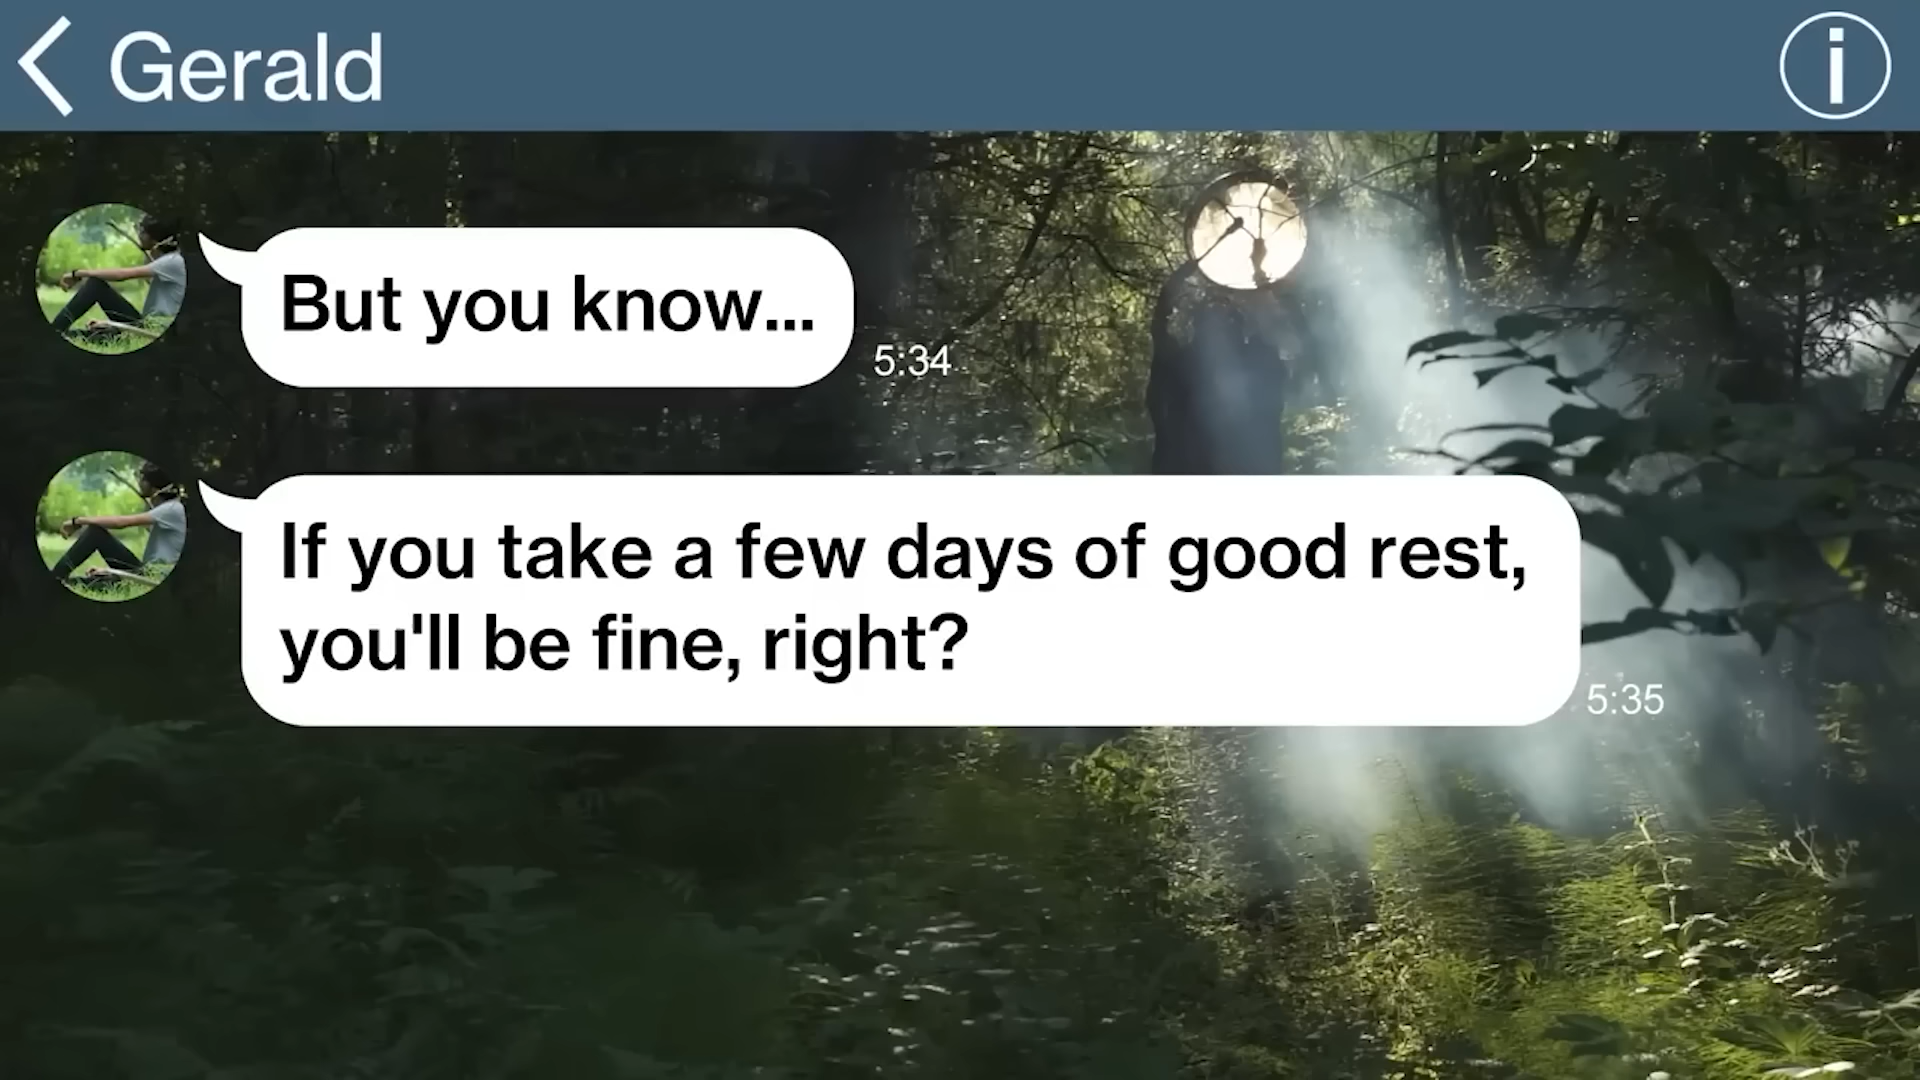 Gerald
But you know...
5:34
If you take a few days of good rest,
you'll be fine, right?
5:35